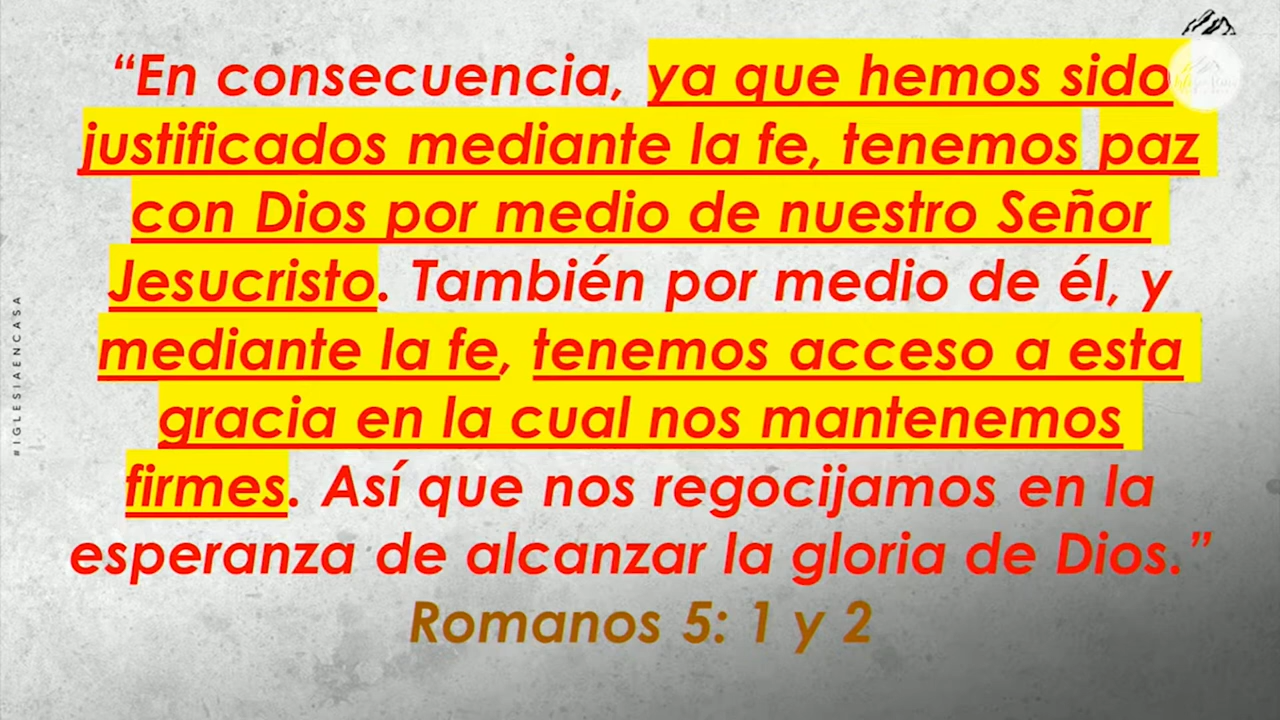 “En consecuencia, ya que hemos sido
justificados mediante la fe, tenemos paz
con Dios por medio de nuestro Señor
Jesucristo. También por medio de él, y
mediante la fe, tenemos acceso a esta
gracia en la cual nos mantenemos
firmes. Así que nos regocijamos en la
esperanza de alcanzar la gloria de Dios.”
Romanos 5: 1 y 2
#IGLESIAENCASA